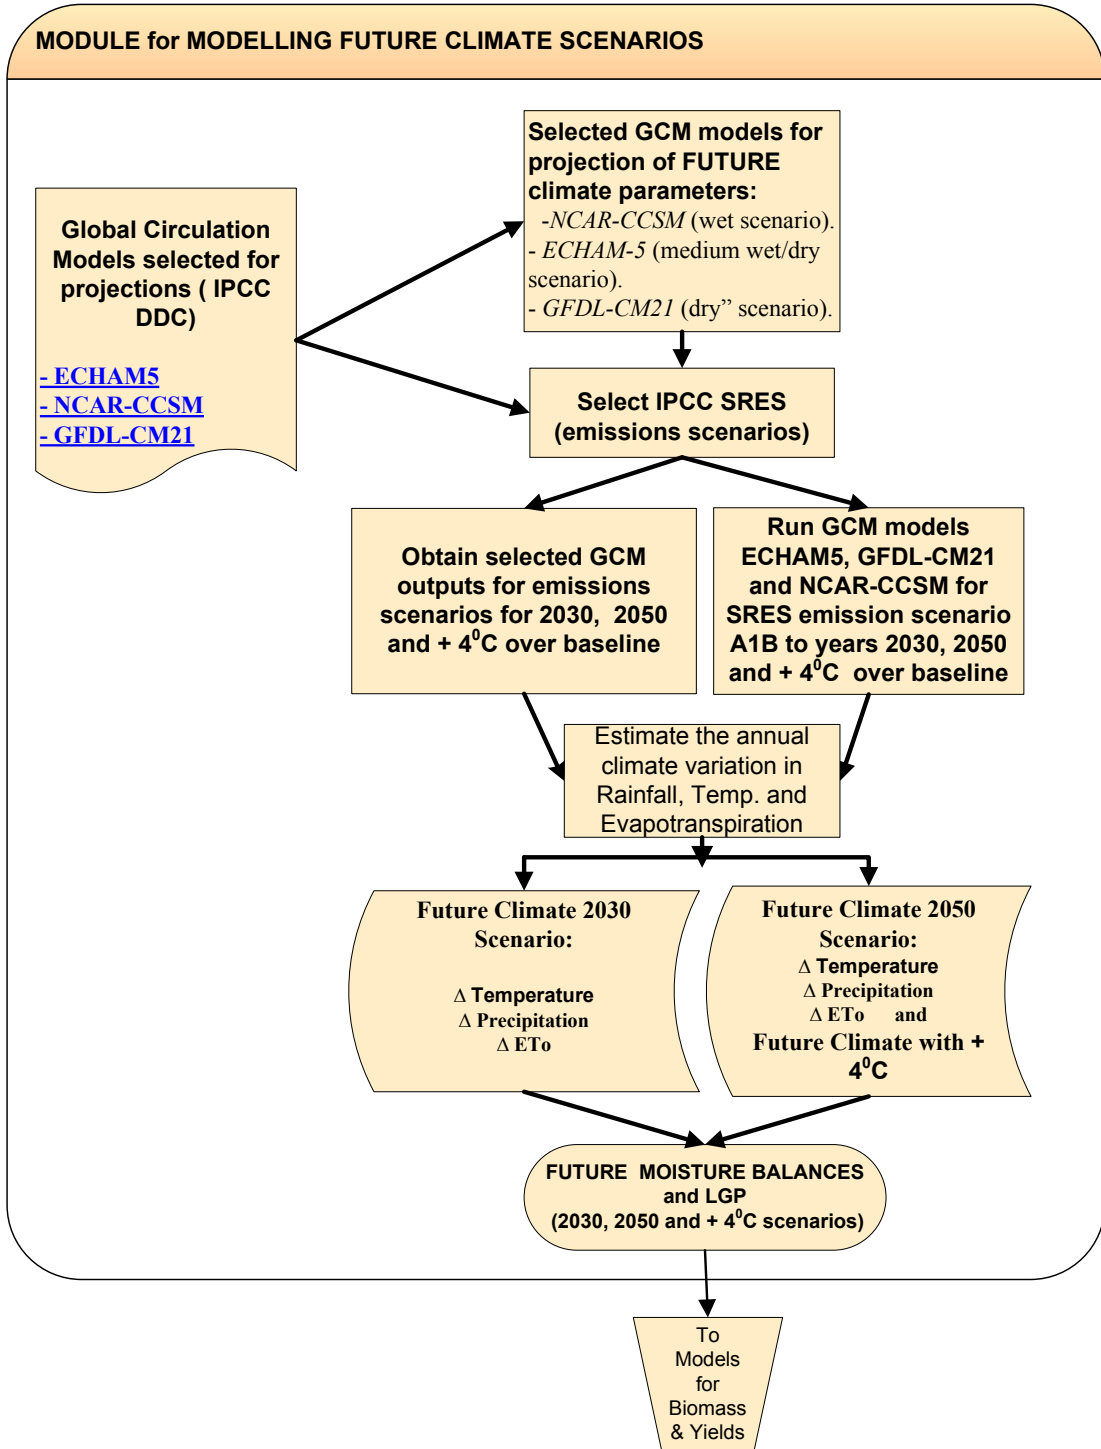 MODULE for MODELLING FUTURE CLIMATE SCENARIOS
Global Circulation
Models selected for
projections ( IPCC
DDC)
- ECHAM5
- NCAR-CCSM
- GFDL-CM21
Selected GCM models for
projection of FUTURE
climate parameters:
-NCAR-CCSM (wet scenario).
- ECHAM-5 (medium wet/dry
scenario).
- GFDL-CM21 (dry” scenario).
Select IPCC SRES
(emissions scenarios)
Obtain selected GCM
outputs for emissions
scenarios for 2030, 2050
and + 4⁰C over baseline
Run GCM models
ECHAM5, GFDL-CM21
and NCAR-CCSM for
SRES emission scenario
A1B to years 2030, 2050
and + 4⁰C over baseline
Estimate the annual
climate variation in
Rainfall, Temp. and
Evapotranspiration
Future Climate 2030
Scenario:
Δ Temperature
Δ Precipitation
Δ ETo
Future Climate 2050
Scenario:
Δ Temperature
Δ Precipitation
Δ ETo and
Future Climate with +
4⁰C
FUTURE MOISTURE BALANCES
and LGP
(2030, 2050 and + 4⁰C scenarios)
To
Models
for
Biomass
& Yields